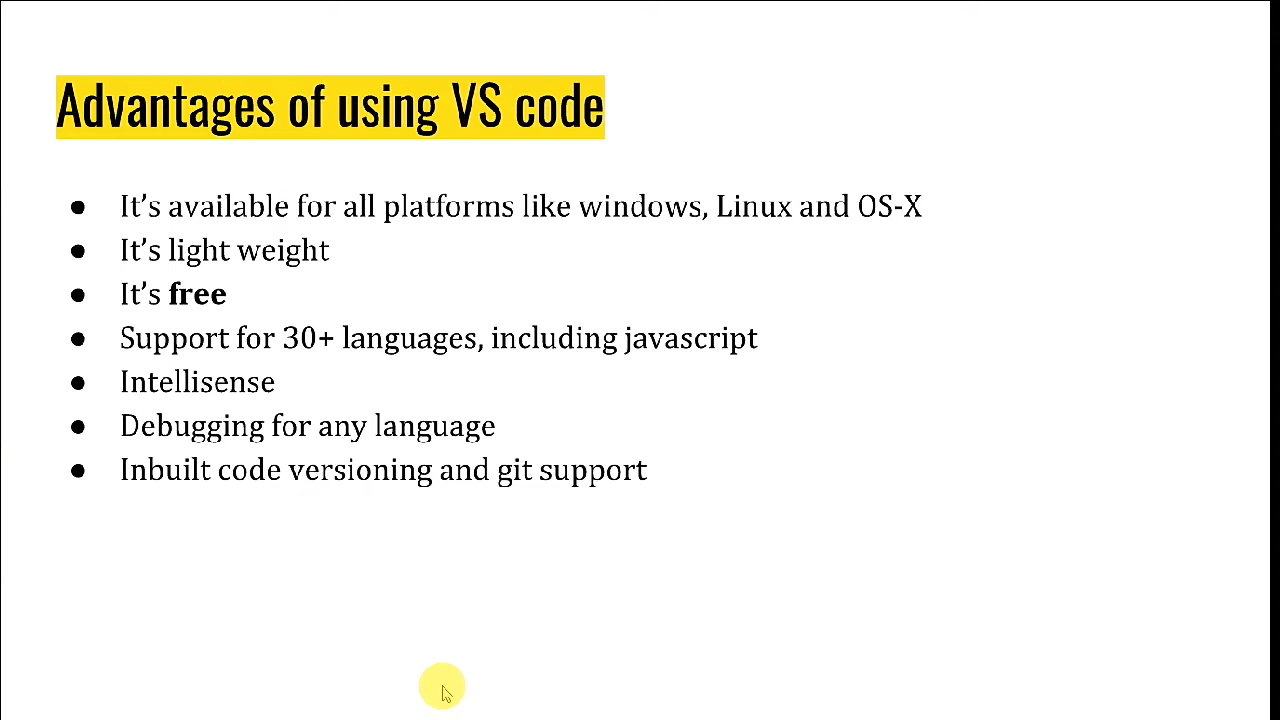 Advantages of using VS code
● It's available for all platforms like windows, Linux and OS-X
● It's light weight
● It's free
● Support for 30+ languages, including javascript
● Intellisense
● Debugging for any language
● Inbuilt code versioning and git support